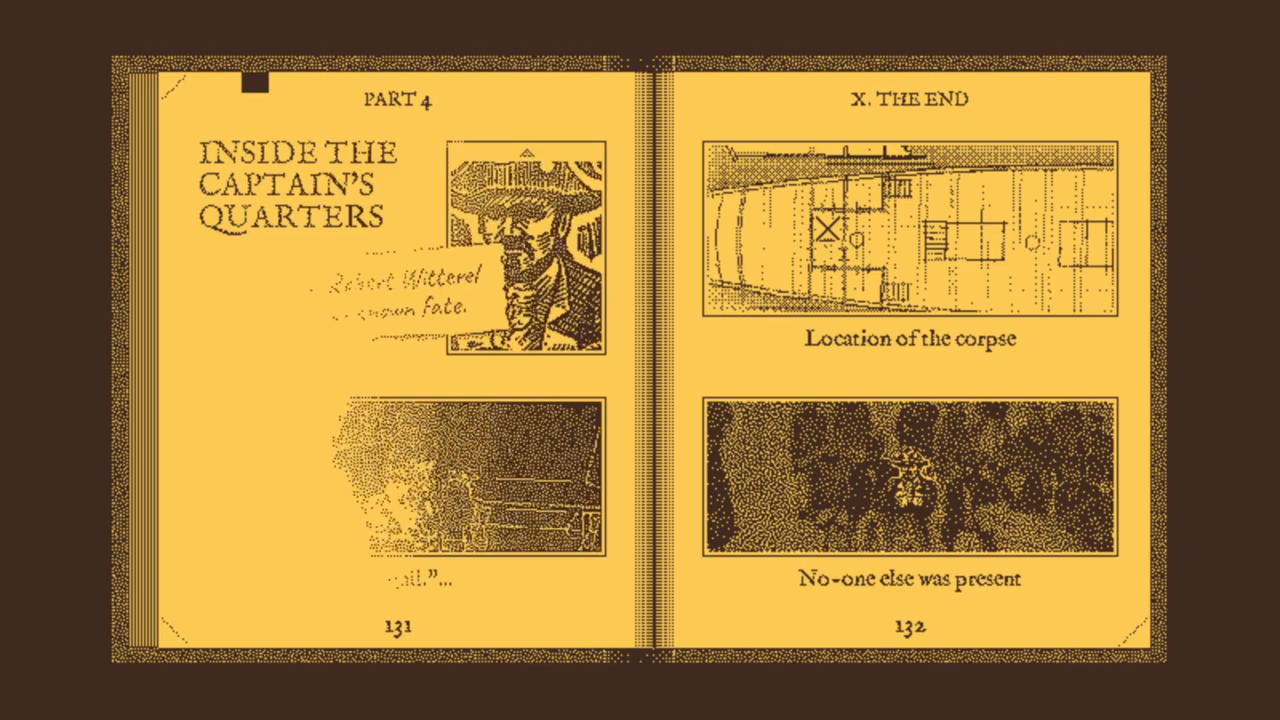 PART 4
INSIDE THE
CAPTAIN'S
QUARTERS
Robert Witterel
fate.
131
X. THE END
Location of the corpse
No-one else was present
132